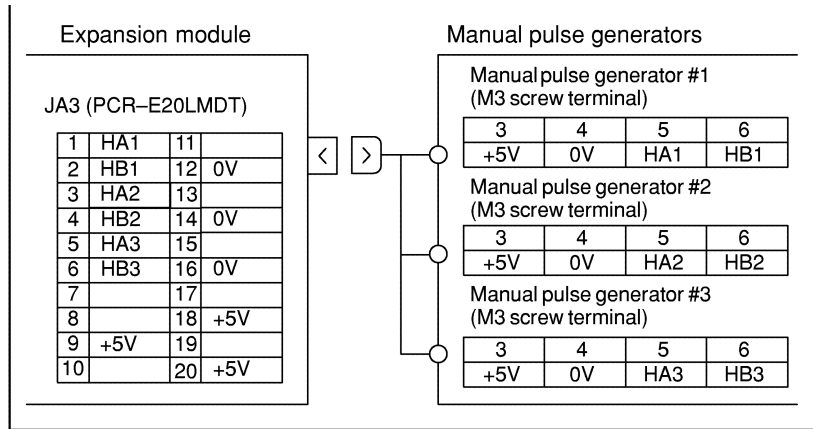 Expansion module
JA3 (PCR–E20LMDT)
1 HA1 11
2 HB1 12 0V
3 HA2 13
4 HB2 14 0V
5 HA3 15
6 HB3 16 0V
7 17
8 18 +5V
9 +5V 19
10 20 +5V
< >
Manual pulse generators
Manual pulse generator #1
(M3 screw terminal)
3 4 5 6
+5V 0V HA1 HB1
Manual pulse generator #2
(M3 screw terminal)
3 4 5 6
+5V 0V HA2 HB2
Manual pulse generator #3
(M3 screw terminal)
3 4 5 6
+5V 0V HA3 HB3